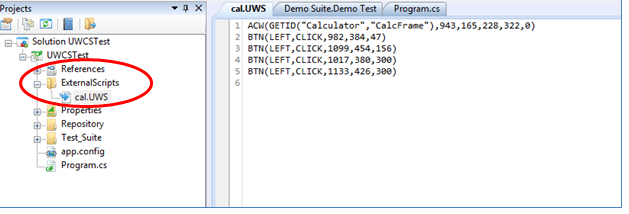 Projects
Solution UWCSTest
UWCSTest
References
ExternalScripts
cal.UWS
Properties
Repository
Test_Suite
app.config
Program.cs
cal.UWS Demo Suite.Demo Test Program.cs
1 ACW(GETID("Calculator","CalcFrame"),943,165,228,322,0)
2 BTN(LEFT,CLICK,982,384,47)
3 BTN(LEFT,CLICK,1099,454,156)
4 BTN(LEFT,CLICK,1017,380,300)
5 BTN(LEFT,CLICK,1133,426,300)
6